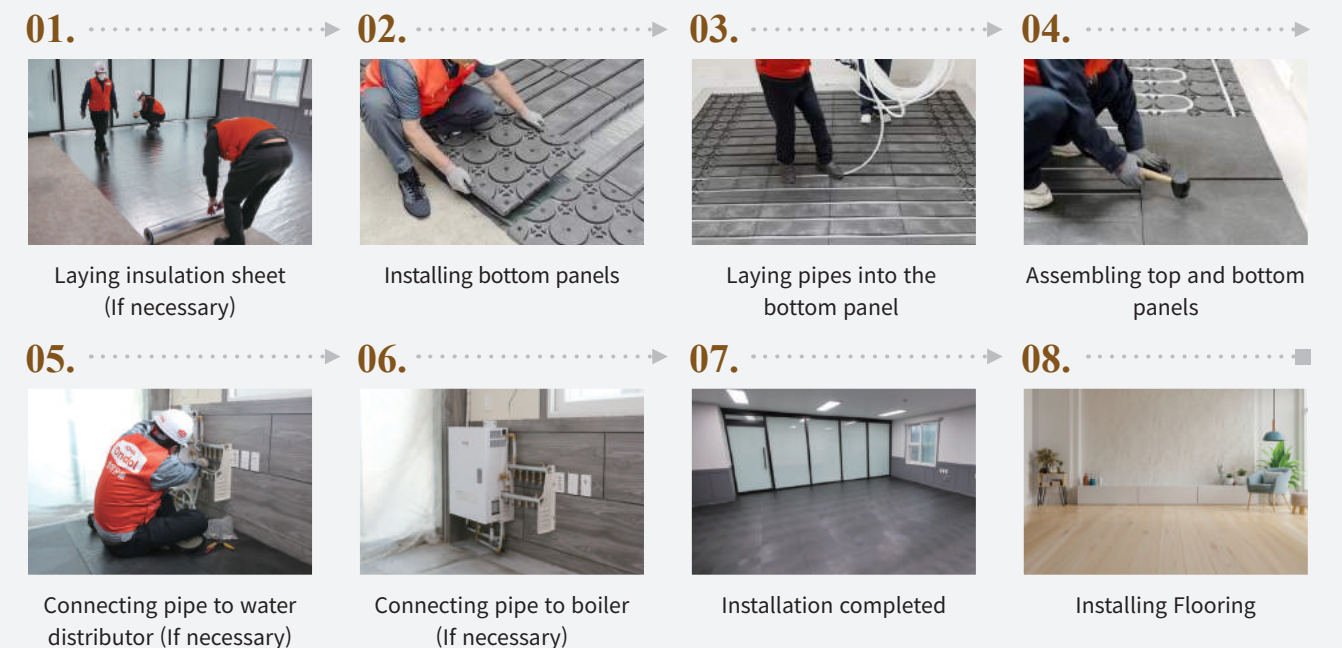 01.
02.
03.
04.
Laying insulation sheet
(If necessary)
Installing bottom panels
Laying pipes into the
bottom panel
Assembling top and bottom
panels
05.
06.
07.
08.
Ondol
Connecting pipe to water
distributor (If necessary)
Connecting pipe to boiler
(If necessary)
Installation completed
Installing Flooring